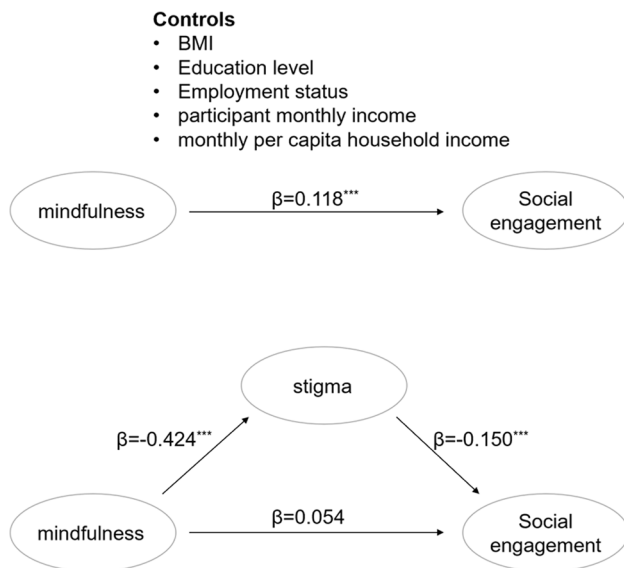 Controls
• BMI
• Education level
• Employment status
• participant monthly income
• monthly per capita household income
mindfulness
β=0.118***
Social
engagement
stigma
β=-0.424***
β=-0.150***
mindfulness
β=0.054
Social
engagement